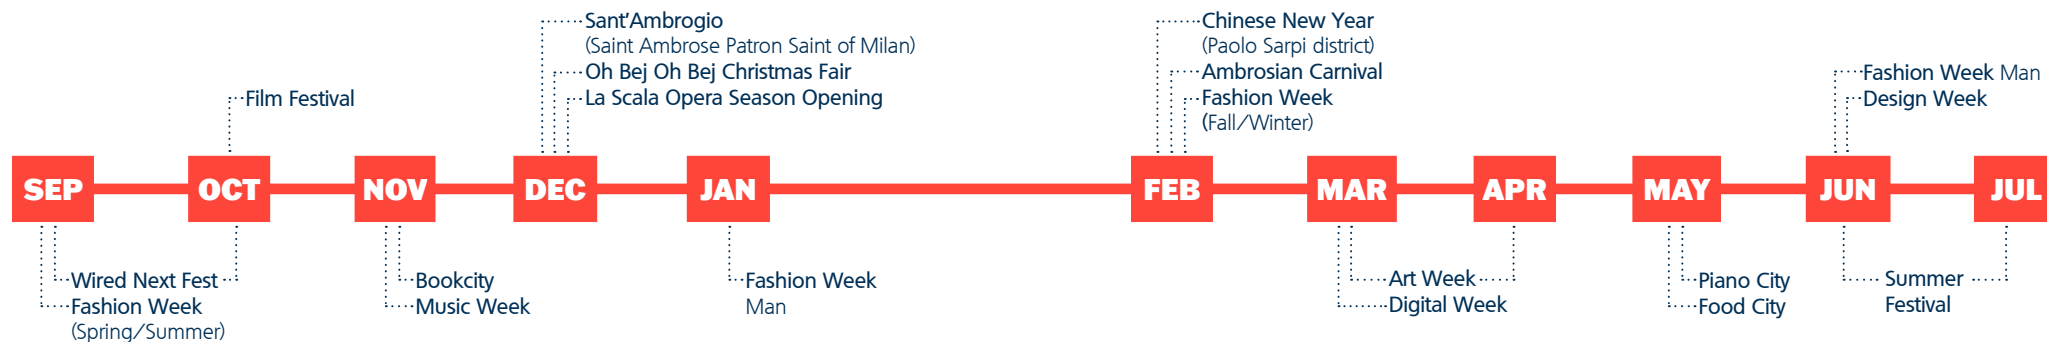 Sant'Ambrogio
(Saint Ambrose Patron Saint of Milan)
Oh Bej Oh Bej Christmas Fair
La Scala Opera Season Opening
Film Festival
Chinese New Year
(Paolo Sarpi district)
Ambrosian Carnival
Fashion Week
(Fall/Winter)
Fashion Week Man
Design Week
SEP
OCT
NOV
DEC
JAN
FEB
MAR
APR
MAY
JUN
JUL
Wired Next Fest
Fashion Week
(Spring/Summer)
Bookcity
Music Week
Fashion Week
Man
Art Week
Digital Week
Piano City
Food City
Summer
Festival